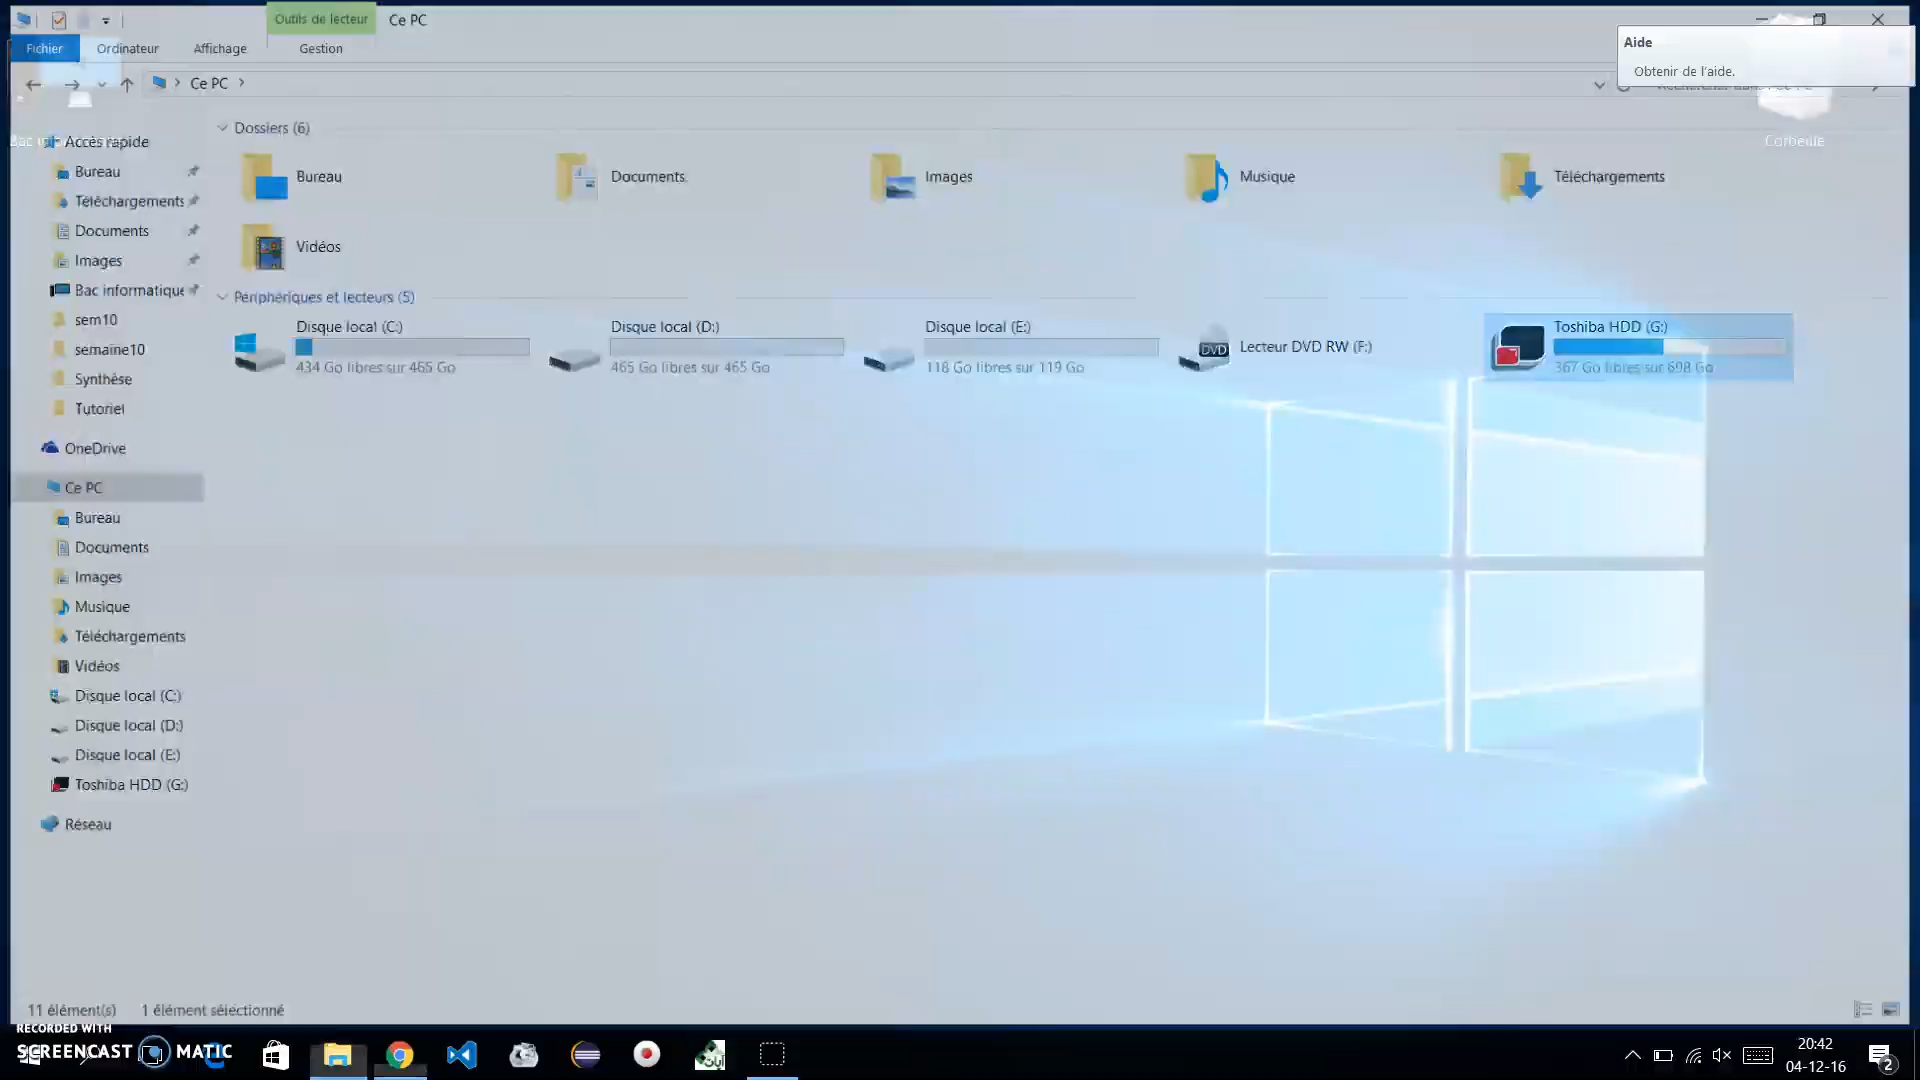 Outils de lecteur
Ce PC
Fichier
Ordinateur
Affichage
Gestion
Aide
Obtenir de l'aide.
Ce PC
Corbeille
Accès rapide
Bureau
Téléchargements
Documents
Images
Bac informatique
sem10
semaine10
Synthèse
Tutoriel
OneDrive
Ce PC
Bureau
Documents
Images
Musique
Téléchargements
Vidéos
Disque local (C:)
Disque local (D:)
Disque local (E:)
Toshiba HDD (G:)
Réseau
Dossiers (6)
Bureau
Documents
Images
Musique
Téléchargements
Vidéos
Périphériques et lecteurs (5)
Disque local (C:)
434 Go libres sur 465 Go
Disque local (D:)
465 Go libres sur 465 Go
Disque local (E:)
118 Go libres sur 119 Go
Lecteur DVD RW (F:)
Toshiba HDD (G:)
367 Go libres sur 698 Go
11 élément(s)
1 élément sélectionné
RECORDED WITH
SCREENCAST MATIC
20:42
04-12-16
2